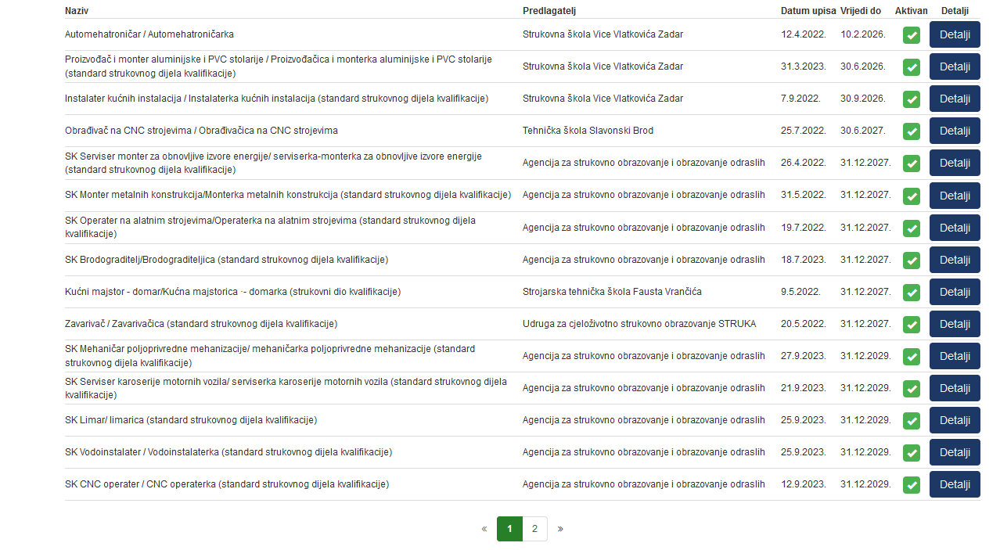 Naziv Predlagatelj Datum upisa Vrijedi do Aktivan Detalji
Automehatroničar / Automehatroničarka Strukovna škola Vice Vlatkovića Zadar 12.4.2022. 10.2.2026. Detalji
Proizvođač i monter aluminijske i PVC stolarije / Proizvođačica i monterka aluminijske i PVC stolarije
(standard strukovnog dijela kvalifikacije) Strukovna škola Vice Vlatkovića Zadar 31.3.2023. 30.6.2026. Detalji
Instalater kućnih instalacija / Instalaterka kućnih instalacija (standard strukovnog dijela kvalifikacije) Strukovna škola Vice Vlatkovića Zadar 7.9.2022. 30.9.2026. Detalji
Obrađivač na CNC strojevima / Obrađivačica na CNC strojevima Tehnička škola Slavonski Brod 25.7.2022. 30.6.2027. Detalji
SK Serviser monter za obnovljive izvore energije/ serviserka-monterka za obnovljive izvore energije
(standard strukovnog dijela kvalifikacije) Agencija za strukovno obrazovanje i obrazovanje odraslih 26.4.2022. 31.12.2027. Detalji
SK Monter metalnih konstrukcija/Monterka metalnih konstrukcija (standard strukovnog dijela kvalifikacije) Agencija za strukovno obrazovanje i obrazovanje odraslih 31.5.2022. 31.12.2027. Detalji
SK Operater na alatnim strojevima/Operaterka na alatnim strojevima (standard strukovnog dijela
kvalifikacije) Agencija za strukovno obrazovanje i obrazovanje odraslih 19.7.2022. 31.12.2027. Detalji
SK Brodograditelj/Brodograditeljica (standard strukovnog dijela kvalifikacije) Agencija za strukovno obrazovanje i obrazovanje odraslih 18.7.2023. 31.12.2027. Detalji
Kućni majstor - domar/Kućna majstorica ·- domarka (strukovni dio kvalifikacije) Strojarska tehnička škola Fausta Vrančića 9.5.2022. 31.12.2027. Detalji
Zavarivač / Zavarivačica (standard strukovnog dijela kvalifikacije) Udruga za cjeloživotno strukovno obrazovanje STRUKA 20.5.2022. 31.12.2027. Detalji
SK Mehaničar poljoprivredne mehanizacije/ mehaničarka poljoprivredne mehanizacije (standard
strukovnog dijela kvalifikacije) Agencija za strukovno obrazovanje i obrazovanje odraslih 27.9.2023. 31.12.2029. Detalji
SK Serviser karoserije motornih vozila/ serviserka karoserije motornih vozila (standard strukovnog dijela
kvalifikacije) Agencija za strukovno obrazovanje i obrazovanje odraslih 21.9.2023. 31.12.2029. Detalji
SK Limar/ limarica (standard strukovnog dijela kvalifikacije) Agencija za strukovno obrazovanje i obrazovanje odraslih 25.9.2023. 31.12.2029. Detalji
SK Vodoinstalater / Vodoinstalaterka (standard strukovnog dijela kvalifikacije) Agencija za strukovno obrazovanje i obrazovanje odraslih 25.9.2023. 31.12.2029. Detalji
SK CNC operater / CNC operaterka (standard strukovnog dijela kvalifikacije) Agencija za strukovno obrazovanje i obrazovanje odraslih 12.9.2023. 31.12.2029. Detalji
« 1 2 »